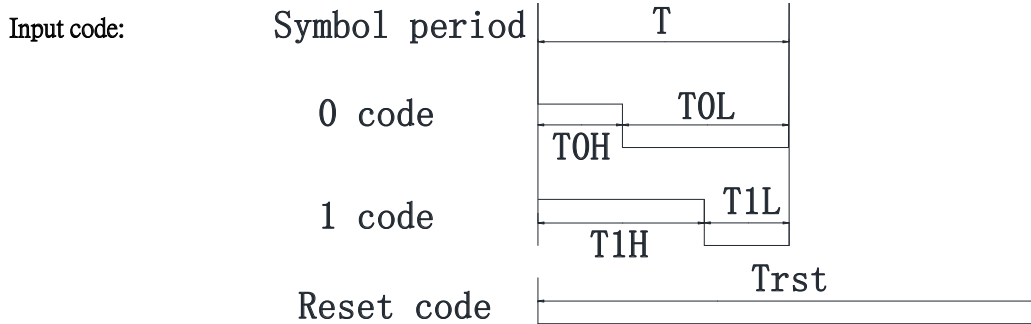 Input code:
Symbol period
T
0 code
T0H
T0L
1 code
T1H
T1L
Reset code
Trst